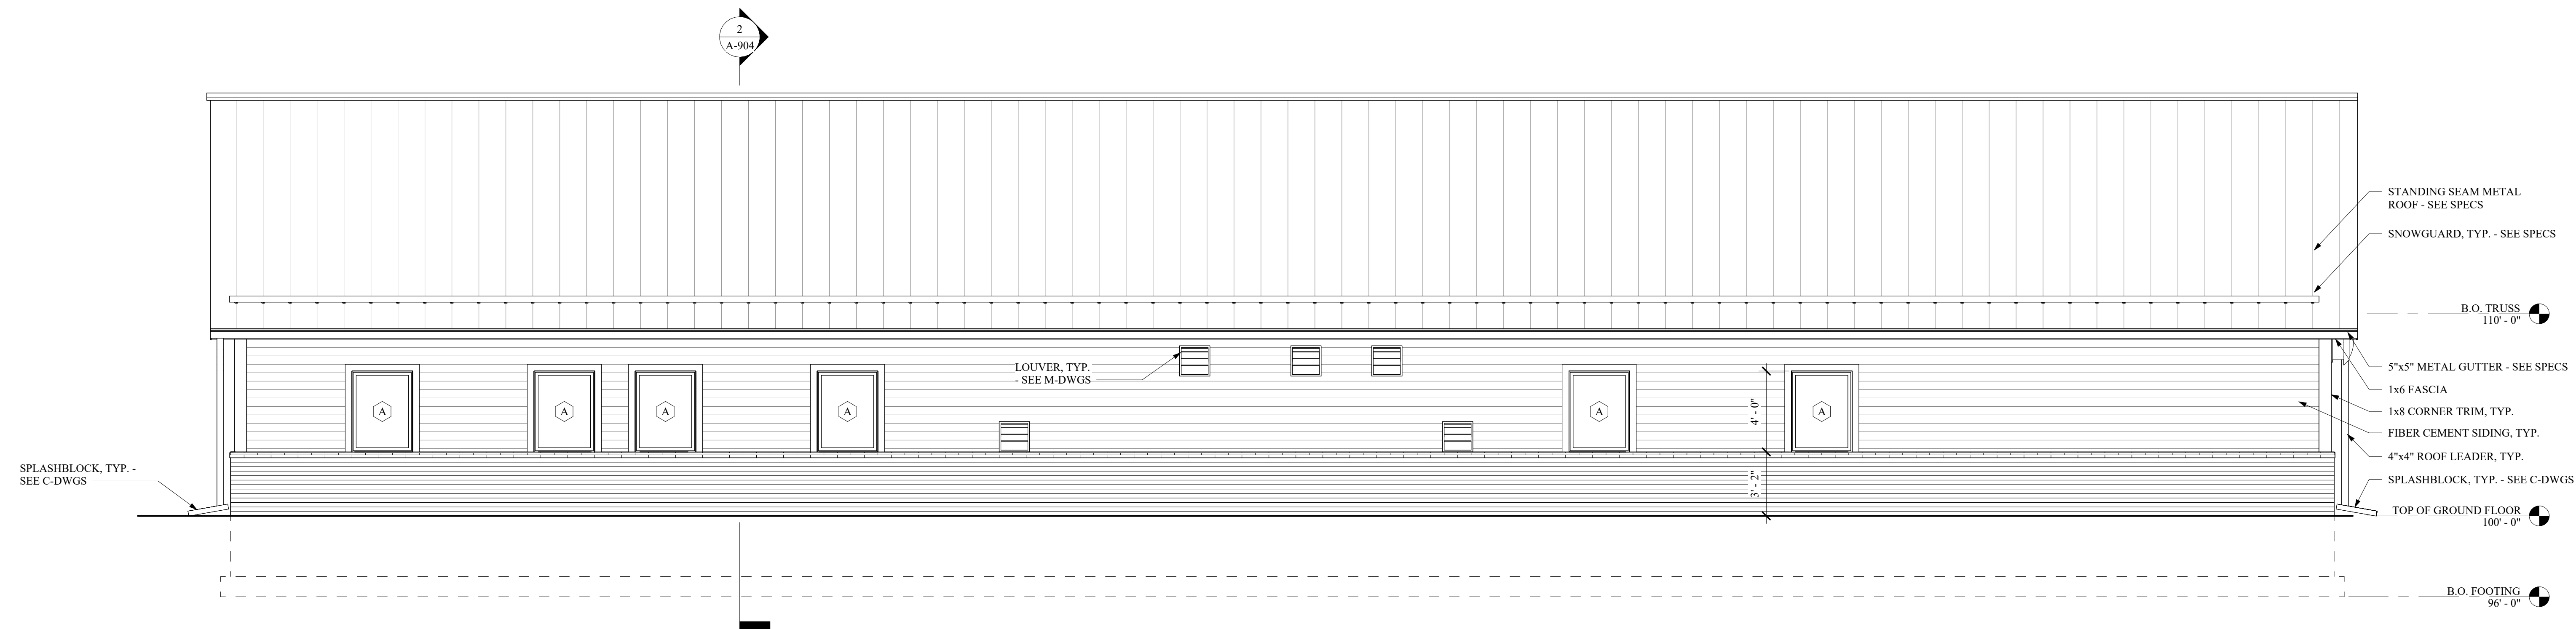 2
A-904
STANDING SEAM METAL
ROOF - SEE SPECS
SNOWGUARD, TYP. - SEE SPECS
B.O. TRUSS
110' - 0"
LOUVER, TYP.
- SEE M-DWGS
5"x5" METAL GUTTER - SEE SPECS
1x6 FASCIA
1x8 CORNER TRIM, TYP.
FIBER CEMENT SIDING, TYP.
4"x4" ROOF LEADER, TYP.
SPLASHBLOCK, TYP. - SEE C-DWGS
A
A
A
A
A
A
4' - 0"
3' - 2"
SPLASHBLOCK, TYP. -
SEE C-DWGS
TOP OF GROUND FLOOR
100' - 0"
B.O. FOOTING
96' - 0"